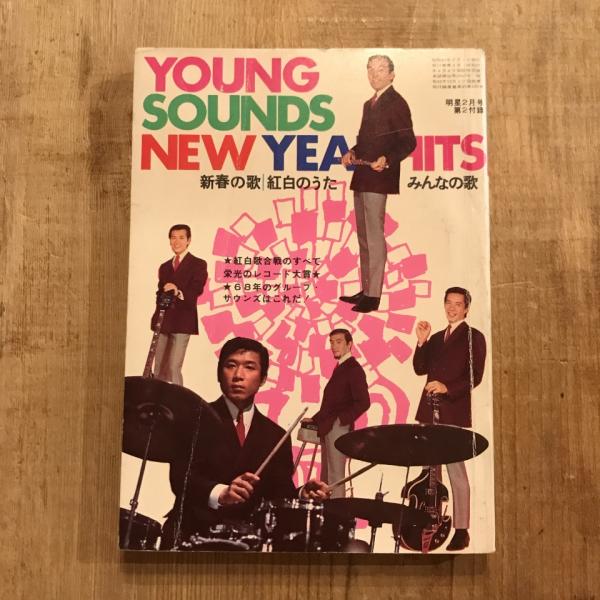 YOUNG
SOUNDS
NEW YEA HITS
明星2月号
第2付録
新春の歌|紅白のうた
みんなの歌
★紅白歌合戦のすべて
栄光のレコード大賞★
★68年のグループ・
サウンズはこれだ!